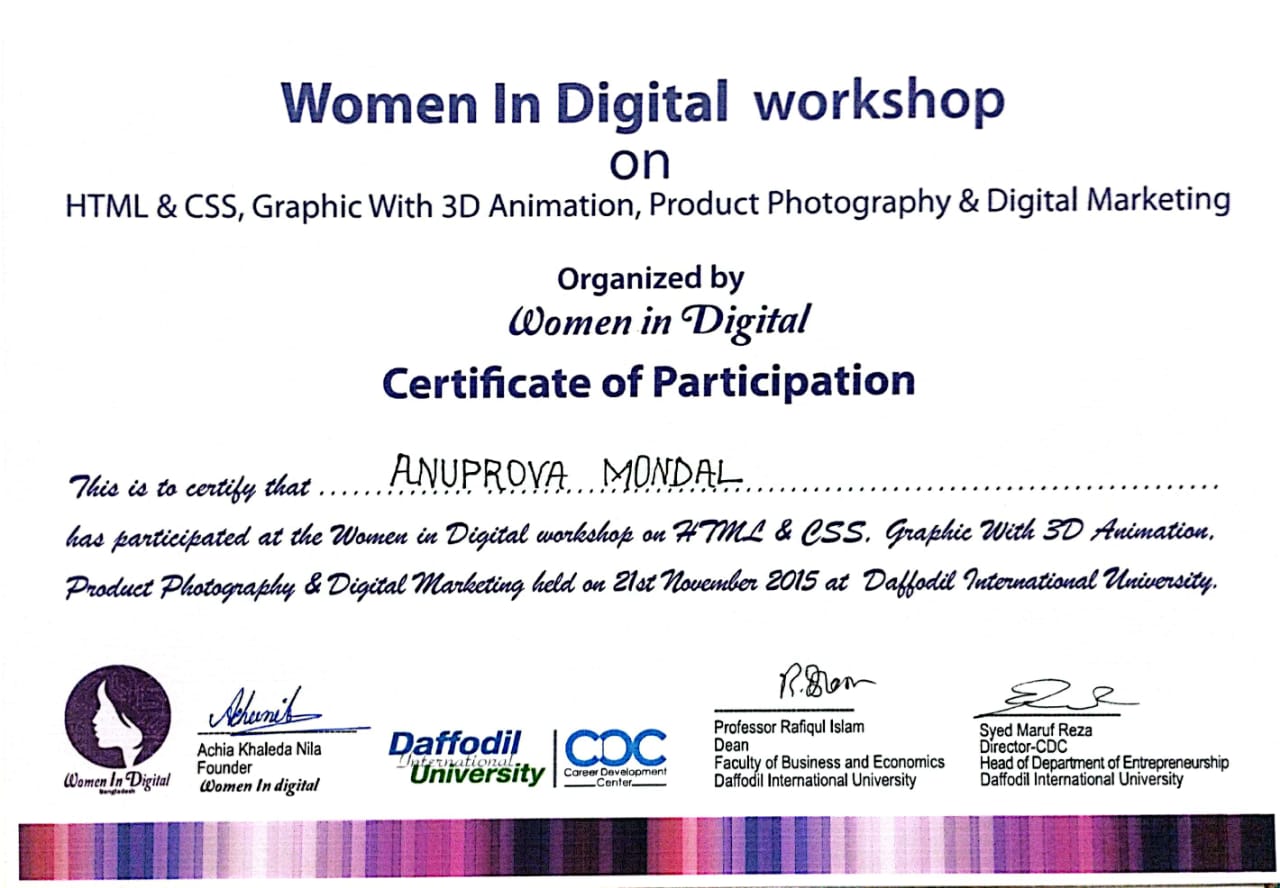 Women In Digital workshop
on
HTML & CSS, Graphic With 3D Animation, Product Photography & Digital Marketing
Organized by
Women in Digital
Certificate of Participation
This is to certify that ANUPROVA MONDAL
has participated at the Women in Digital workshop on HTML & CSS, Graphic With 3D Animation,
Product Photography & Digital Marketing held on 21st November 2015 at Daffodil International University.
Women In Digital
Bangladesh
Achia Khaleda Nila
Founder
Women In digital
Daffodil
International
University
CDC
Career Development
Center
Professor Rafiqul Islam
Dean
Faculty of Business and Economics
Daffodil International University
Syed Maruf Reza
Director-CDC
Head of Department of Entrepreneurship
Daffodil International University